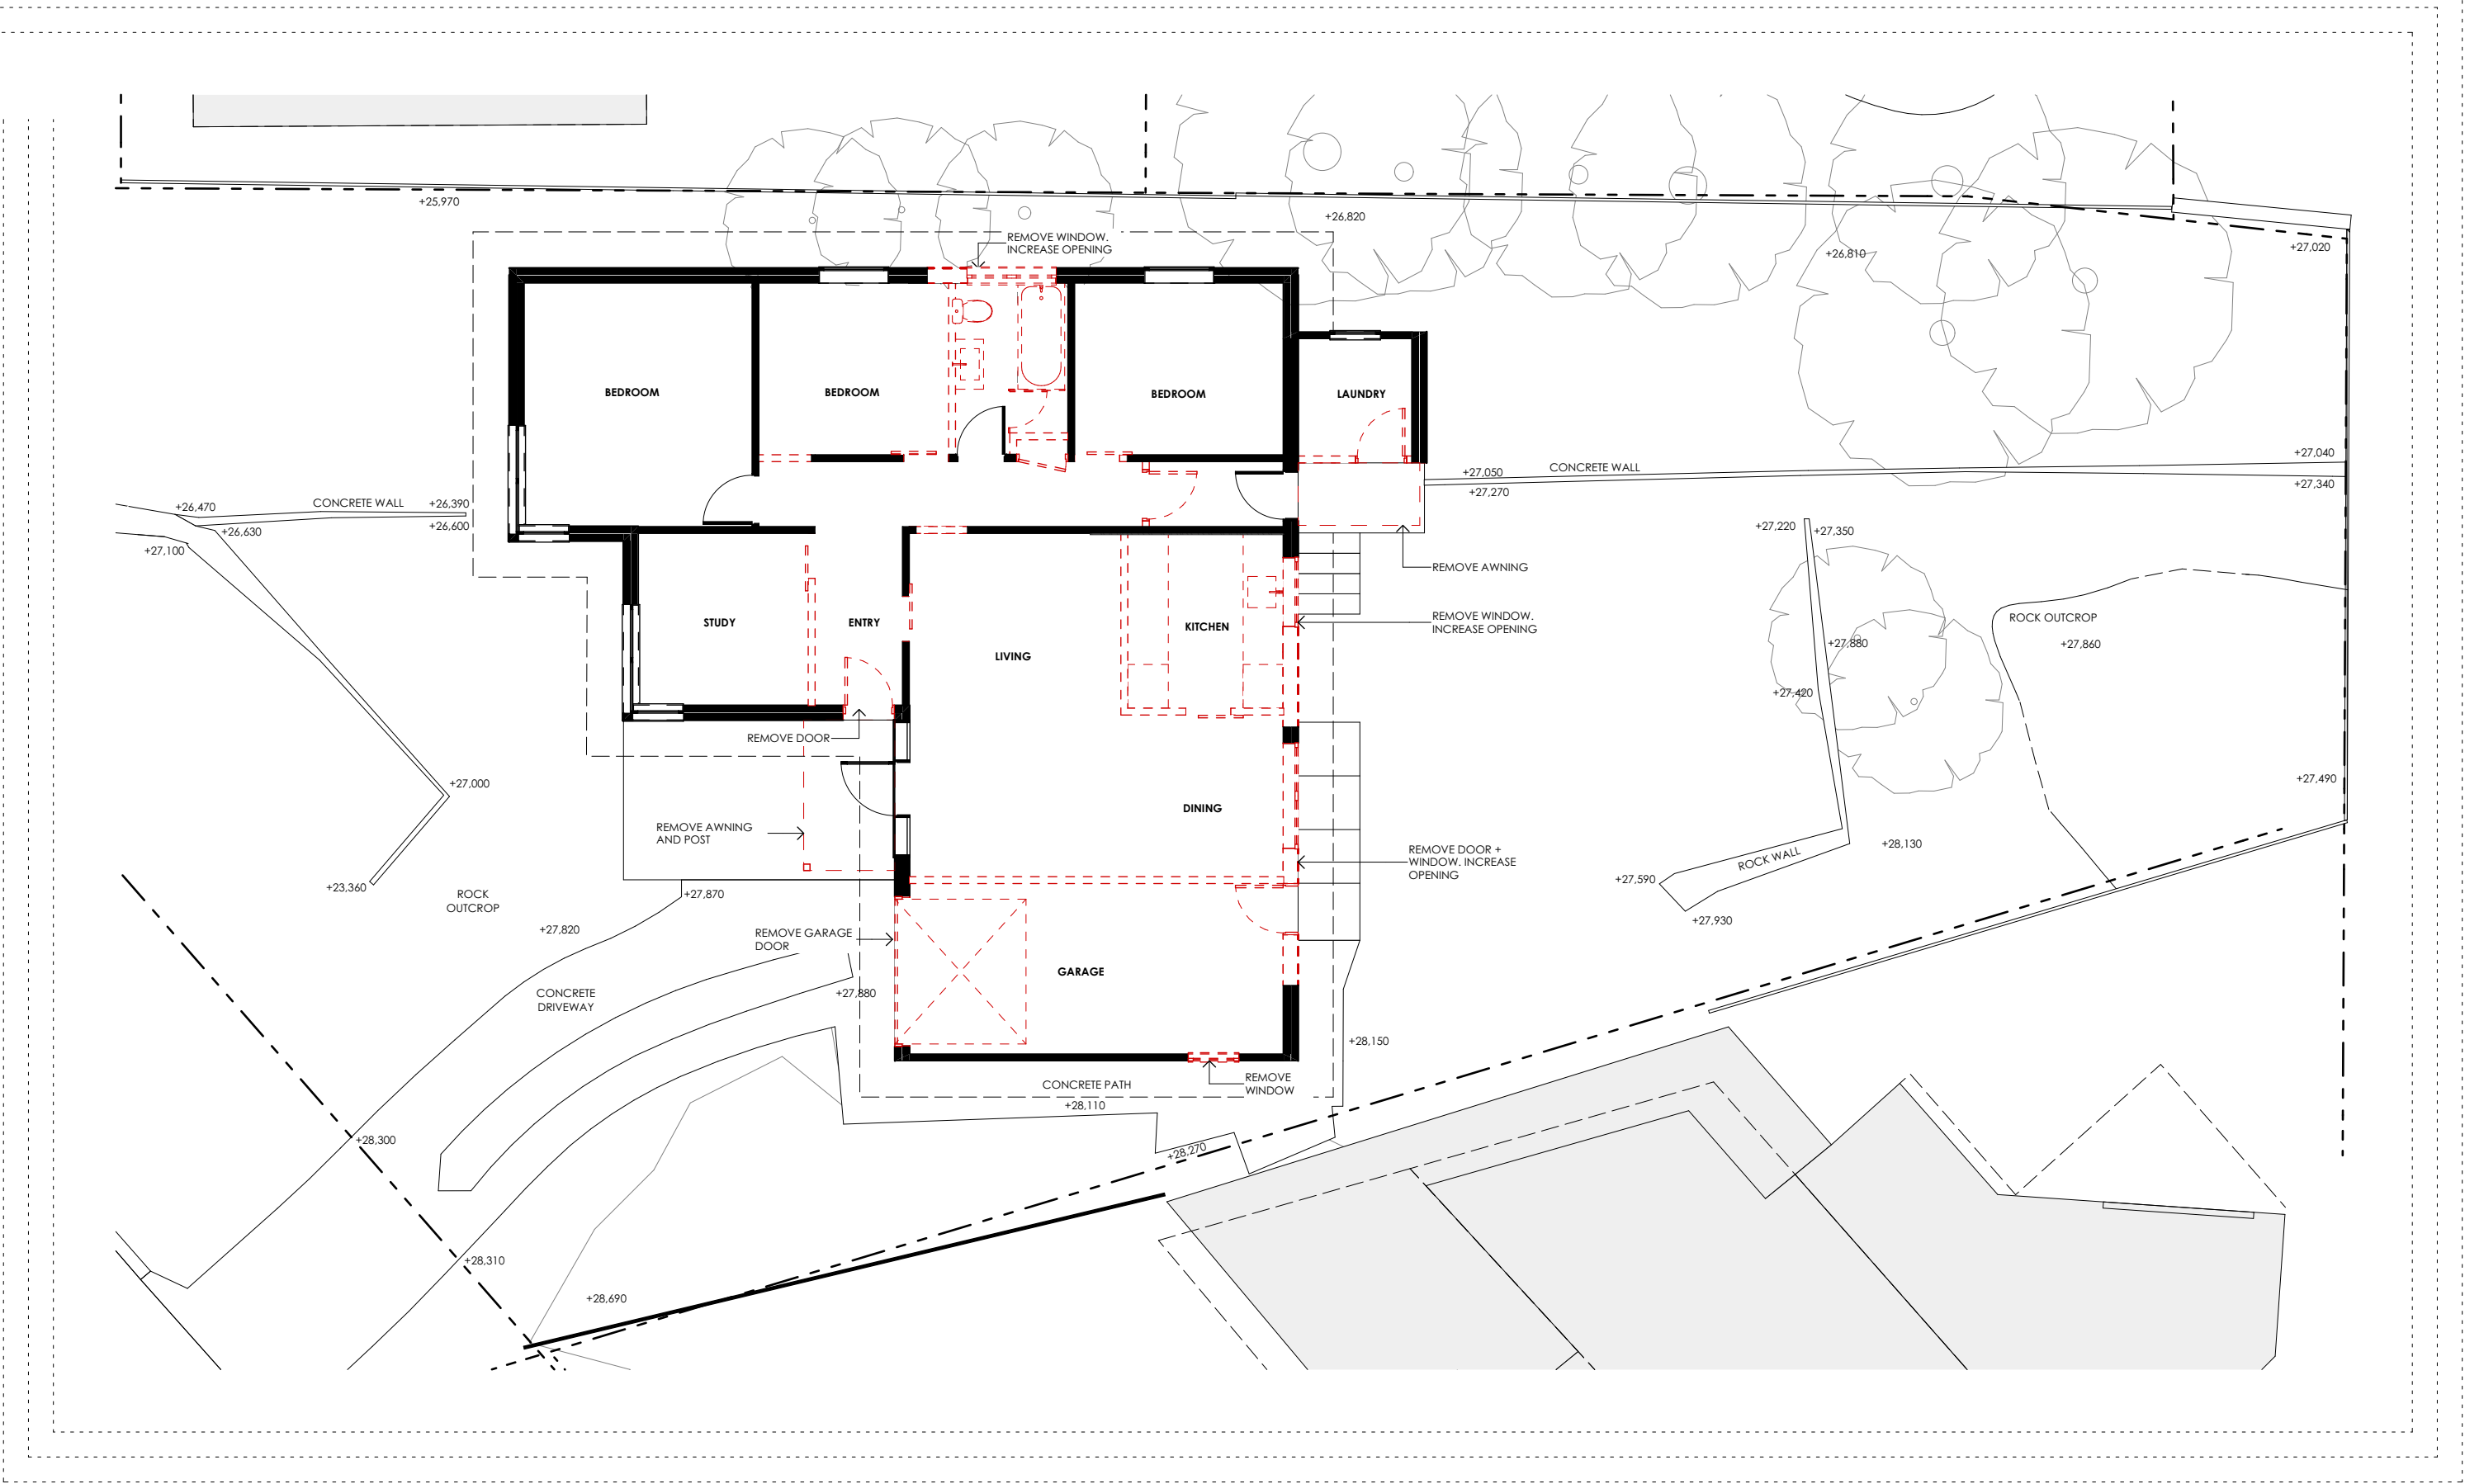 +25,970
+26,820
REMOVE WINDOW.
INCREASE OPENING
+26,810
+27,020
BEDROOM
BEDROOM
BEDROOM
LAUNDRY
+27,040
+27,050
CONCRETE WALL
+27,270
+27,340
+26,470
CONCRETE WALL
+26,390
+26,600
+26,630
+27,100
+27,220
+27,350
REMOVE AWNING
REMOVE WINDOW.
INCREASE OPENING
ROCK OUTCROP
+27,860
+27,880
+27,420
STUDY
ENTRY
KITCHEN
LIVING
REMOVE DOOR
+27,000
+27,490
DINING
REMOVE AWNING
AND POST
REMOVE DOOR +
WINDOW. INCREASE
OPENING
+28,130
ROCK WALL
+27,590
+27,930
+23,360
ROCK
OUTCROP
+27,870
+27,820
REMOVE GARAGE
DOOR
GARAGE
CONCRETE
DRIVEWAY
+27,880
+28,150
CONCRETE PATH
REMOVE
WINDOW
+28,110
+28,300
+28,270
+28,310
+28,690